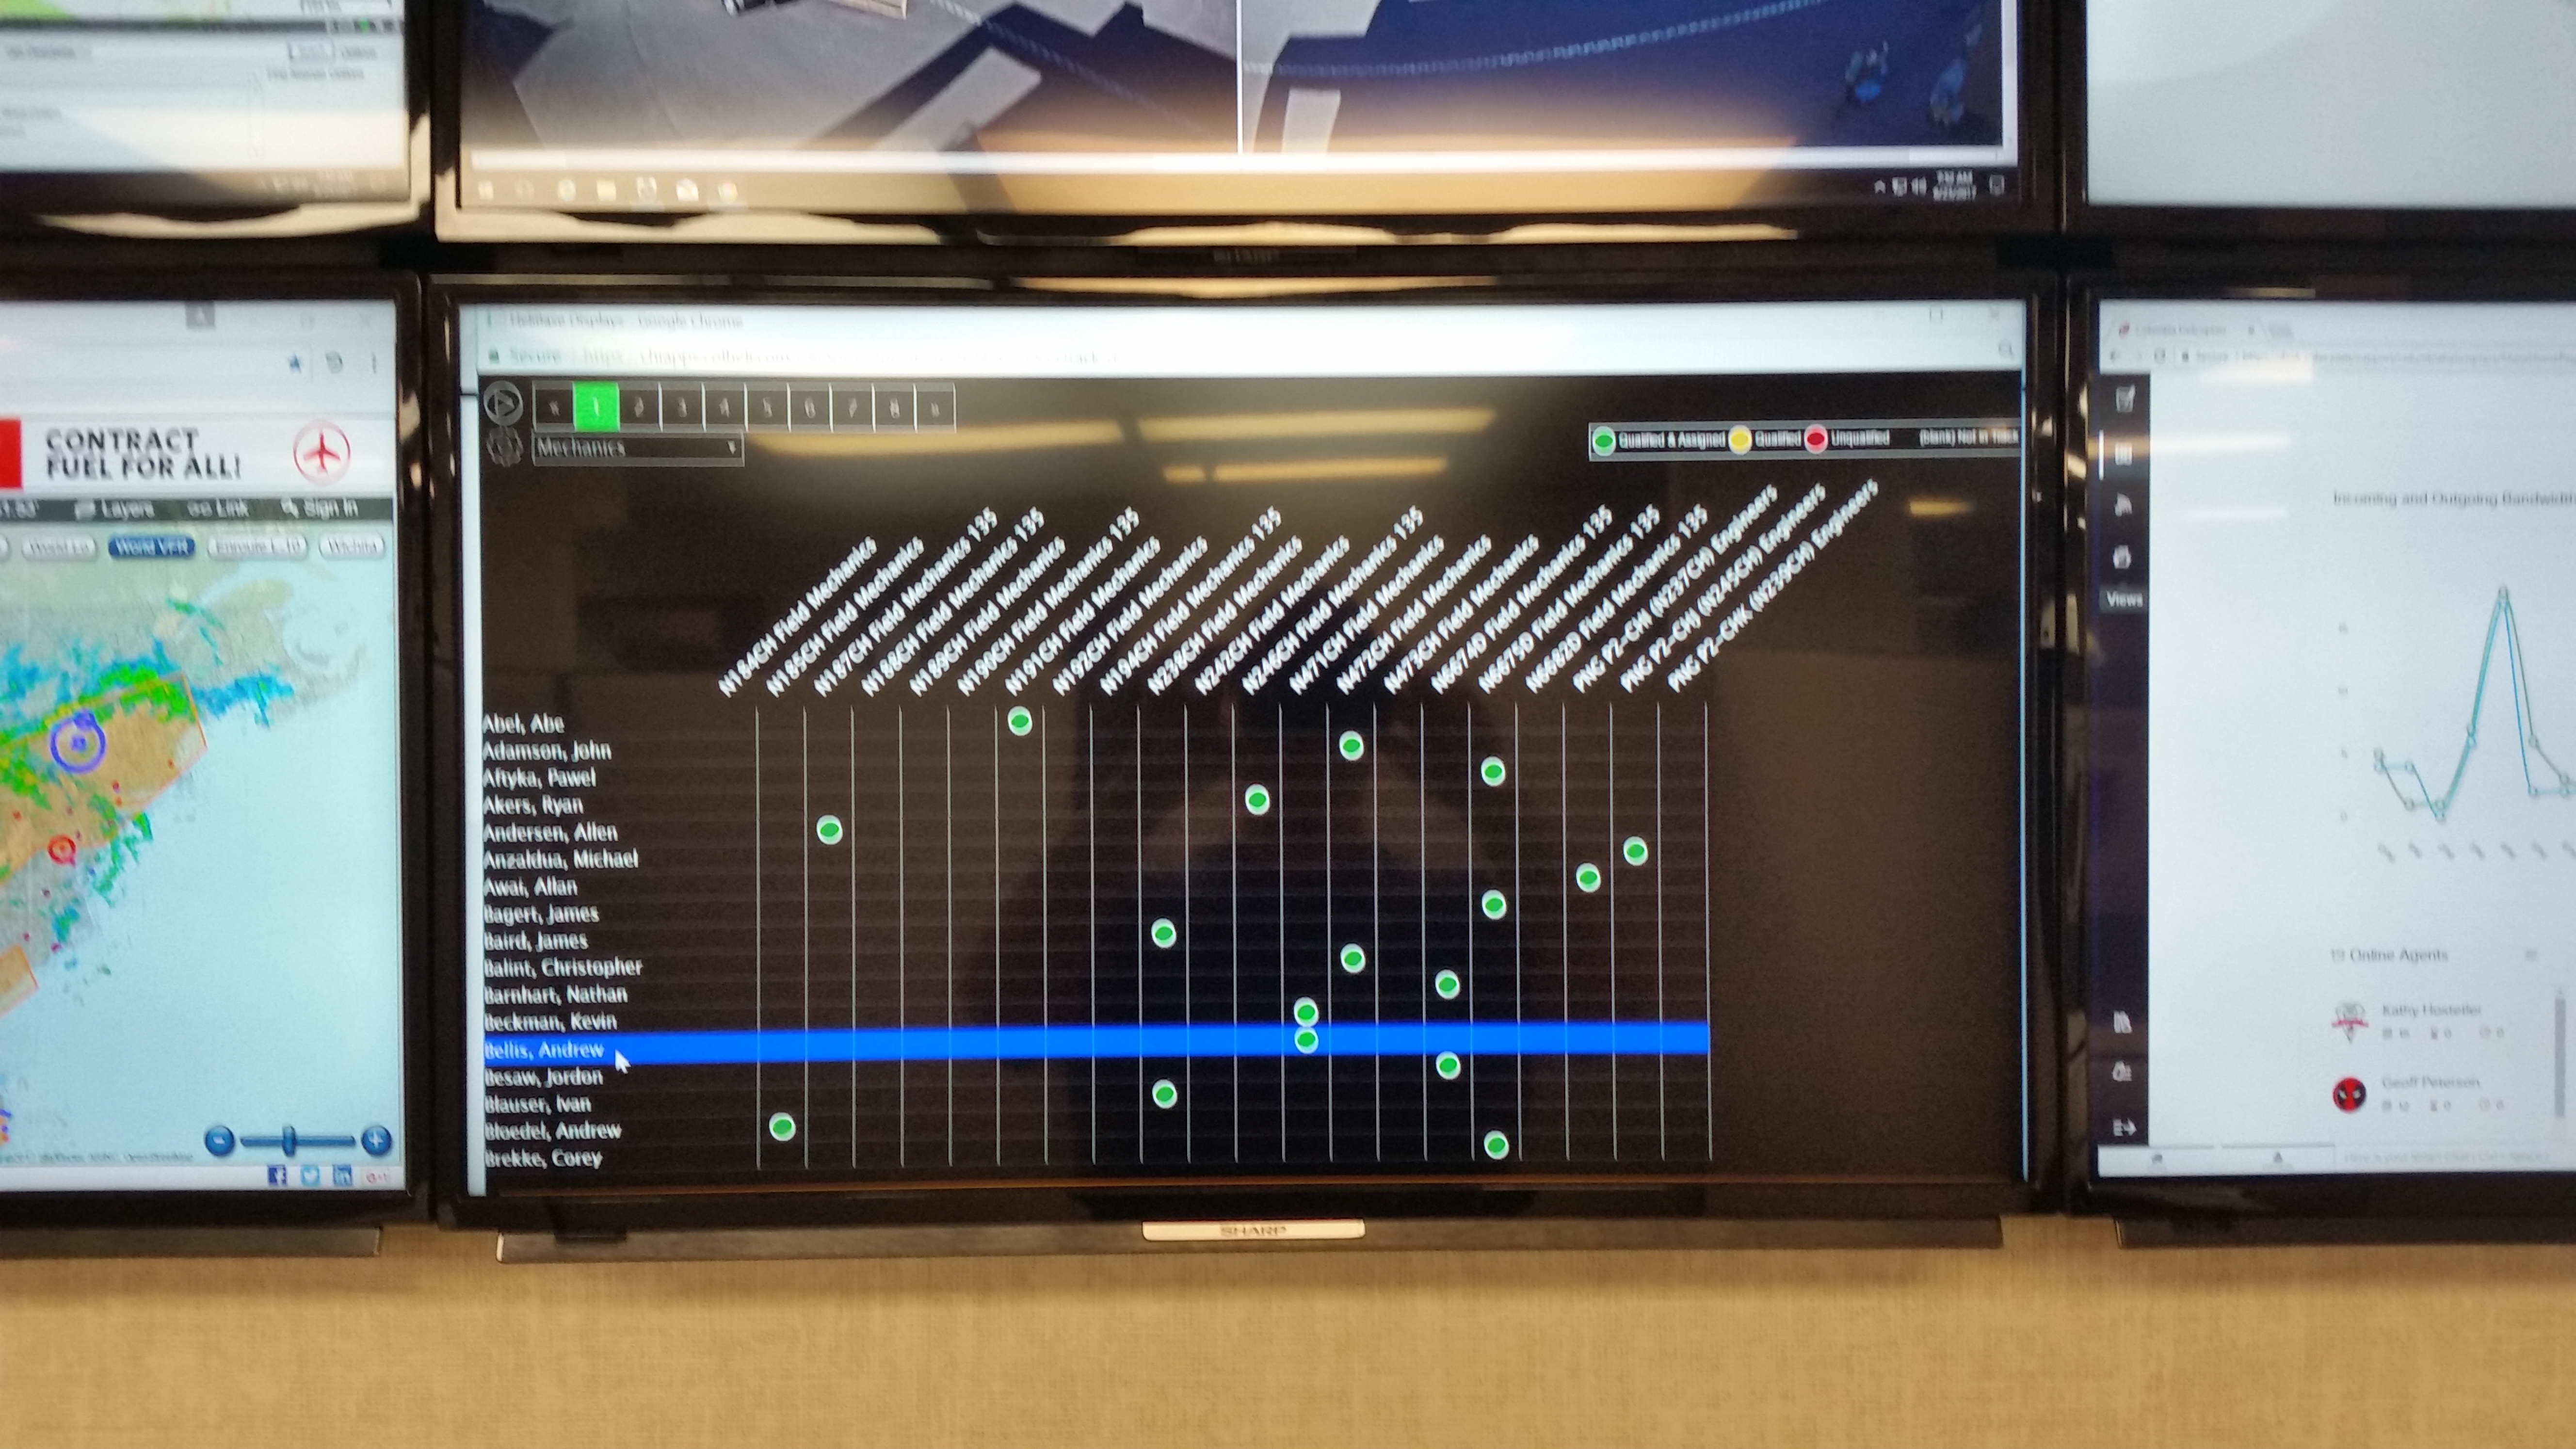 SHARP
CONTRACT
FUEL FOR ALL!
Layers
Link
Sign In
World VFR
Wichita
Google Chrome
Secure
1
2
3
4
5
6
7
8
Mechanics
Qualified & Assigned
Qualified
Unqualified
(blank) Not in Track
N184CH Field Mechanics
N185CH Field Mechanics
N187CH Field Mechanics 135
N188CH Field Mechanics 135
N189CH Field Mechanics
N190CH Field Mechanics 135
N191CH Field Mechanics
N192CH Field Mechanics
N194CH Field Mechanics 135
N238CH Field Mechanics
N242CH Field Mechanics
N246CH Field Mechanics 135
N471CH Field Mechanics
N472CH Field Mechanics
N473CH Field Mechanics
N6674D Field Mechanics 135
N6675D Field Mechanics 135
N6682D Field Mechanics 135
PNG P2-CHI (N237CH) Engineers
PNG P2-CHJ (N245CH) Engineers
PNG P2-CHK (N239CH) Engineers
Abel, Abe
Adamson, John
Aftyka, Pawel
Akers, Ryan
Andersen, Allen
Anzaldua, Michael
Awai, Allan
Bagert, James
Baird, James
Balint, Christopher
Barnhart, Nathan
Beckman, Kevin
Bellis, Andrew
Besaw, Jordon
Blauser, Ivan
Bloedel, Andrew
Brekke, Corey
SHARP
Views
Incoming and Outgoing Bandwidth
Online Agents
Kathy Hostetler
Geoff Peterson